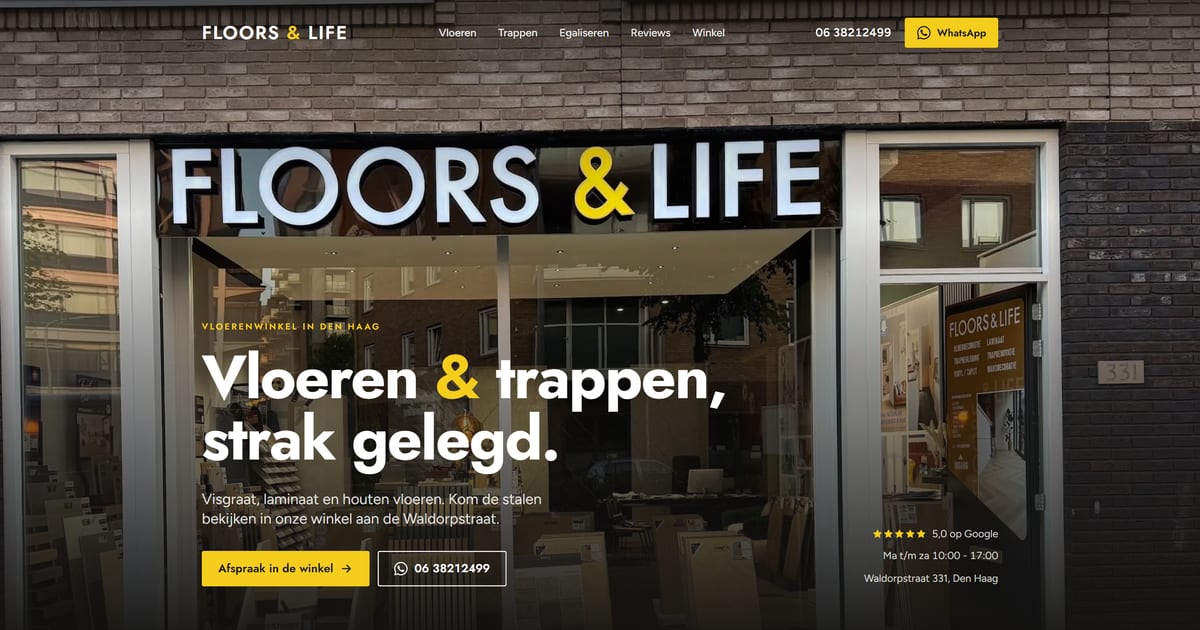 FLOORS & LIFE
Vloeren Trappen Egaliseren Reviews Winkel
06 38212499
WhatsApp
FLOORS & LIFE
FLOORS & LIFE
LAMINAAT
TRAPRENOVATIE
331
VLOERENWINKEL IN DEN HAAG
Vloeren & trappen,
strak gelegd.
Visgraat, laminaat en houten vloeren. Kom de stalen
bekijken in onze winkel aan de Waldorpstraat.
Afspraak in de winkel →
06 38212499
★★★★★ 5,0 op Google
Ma t/m za 10:00 - 17:00
Waldorpstraat 331, Den Haag